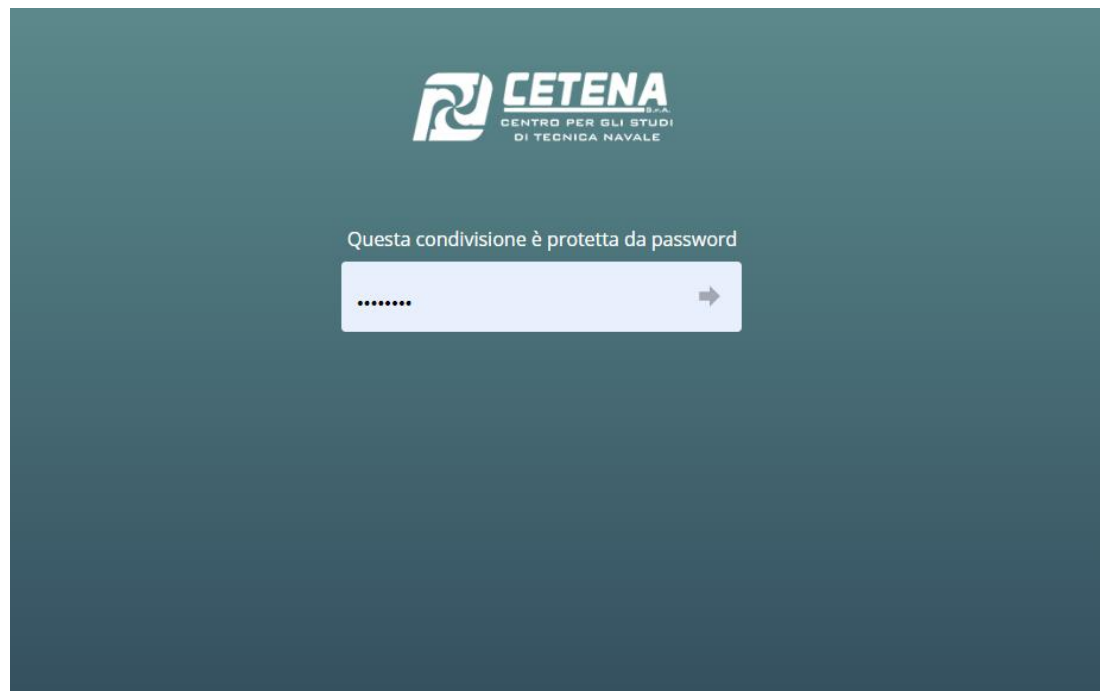 CETENA
S.p.A.
CENTRO PER GLI STUDI
DI TECNICA NAVALE
Questa condivisione è protetta da password
••••••••